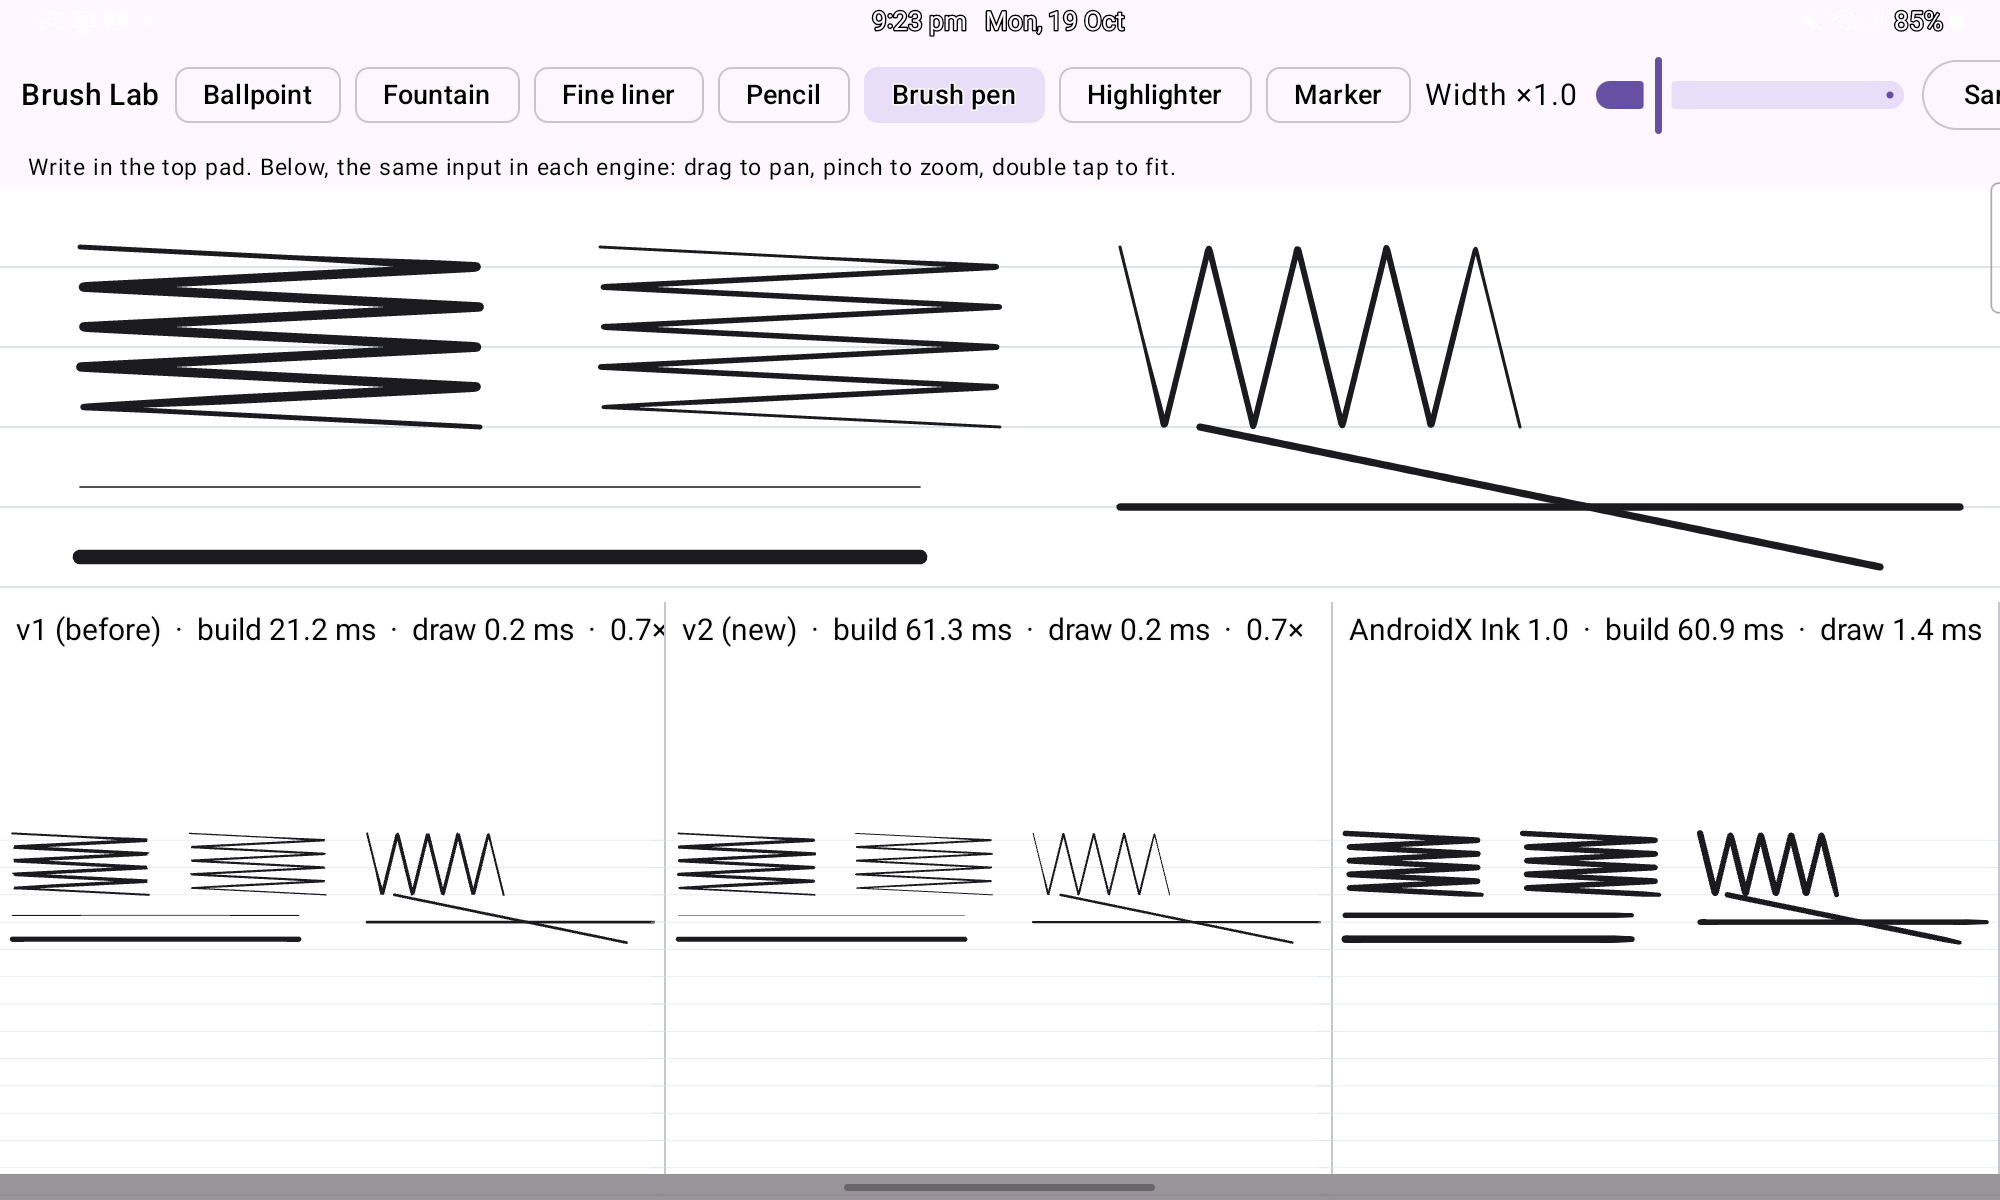 9:23 pm Mon, 19 Oct 85%
Brush Lab Ballpoint Fountain Fine liner Pencil Brush pen Highlighter Marker Width ×1.0
Write in the top pad. Below, the same input in each engine: drag to pan, pinch to zoom, double tap to fit.
v1 (before) · build 21.2 ms · draw 0.2 ms · 0.7× v2 (new) · build 61.3 ms · draw 0.2 ms · 0.7× AndroidX Ink 1.0 · build 60.9 ms · draw 1.4 ms